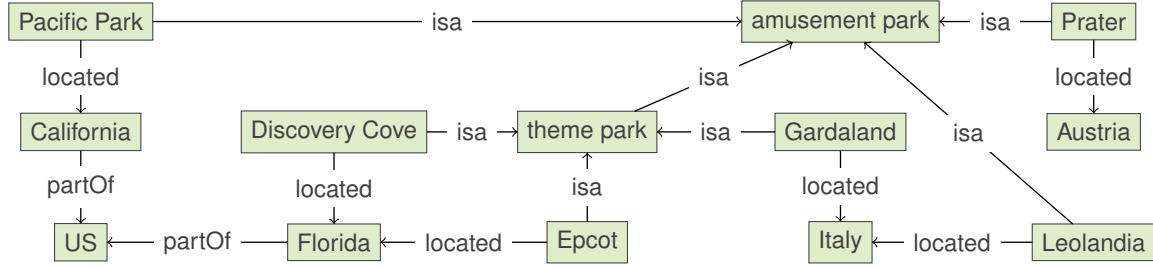 Pacific Park
isa
amusement park
isa
Prater
located
isa
located
California
Discovery Cove
isa
theme park
isa
Gardaland
isa
Austria
partOf
located
isa
located
US
partOf
Florida
located
Epcot
Italy
located
Leolandia